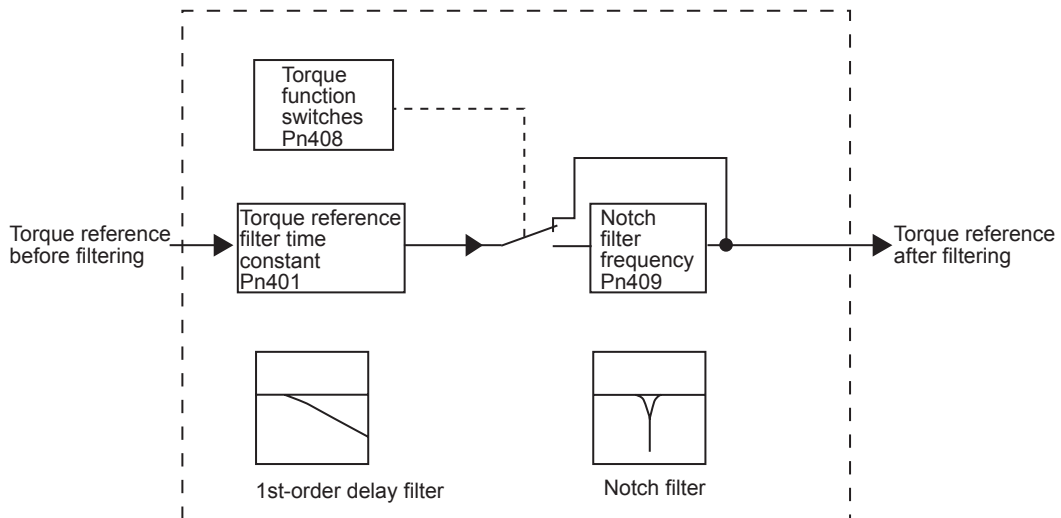 Torque
function
switches
Pn408
Torque reference
before filtering
Torque reference
filter time
constant
Pn401
Notch
filter
frequency
Pn409
Torque reference
after filtering
1st-order delay filter
Notch filter